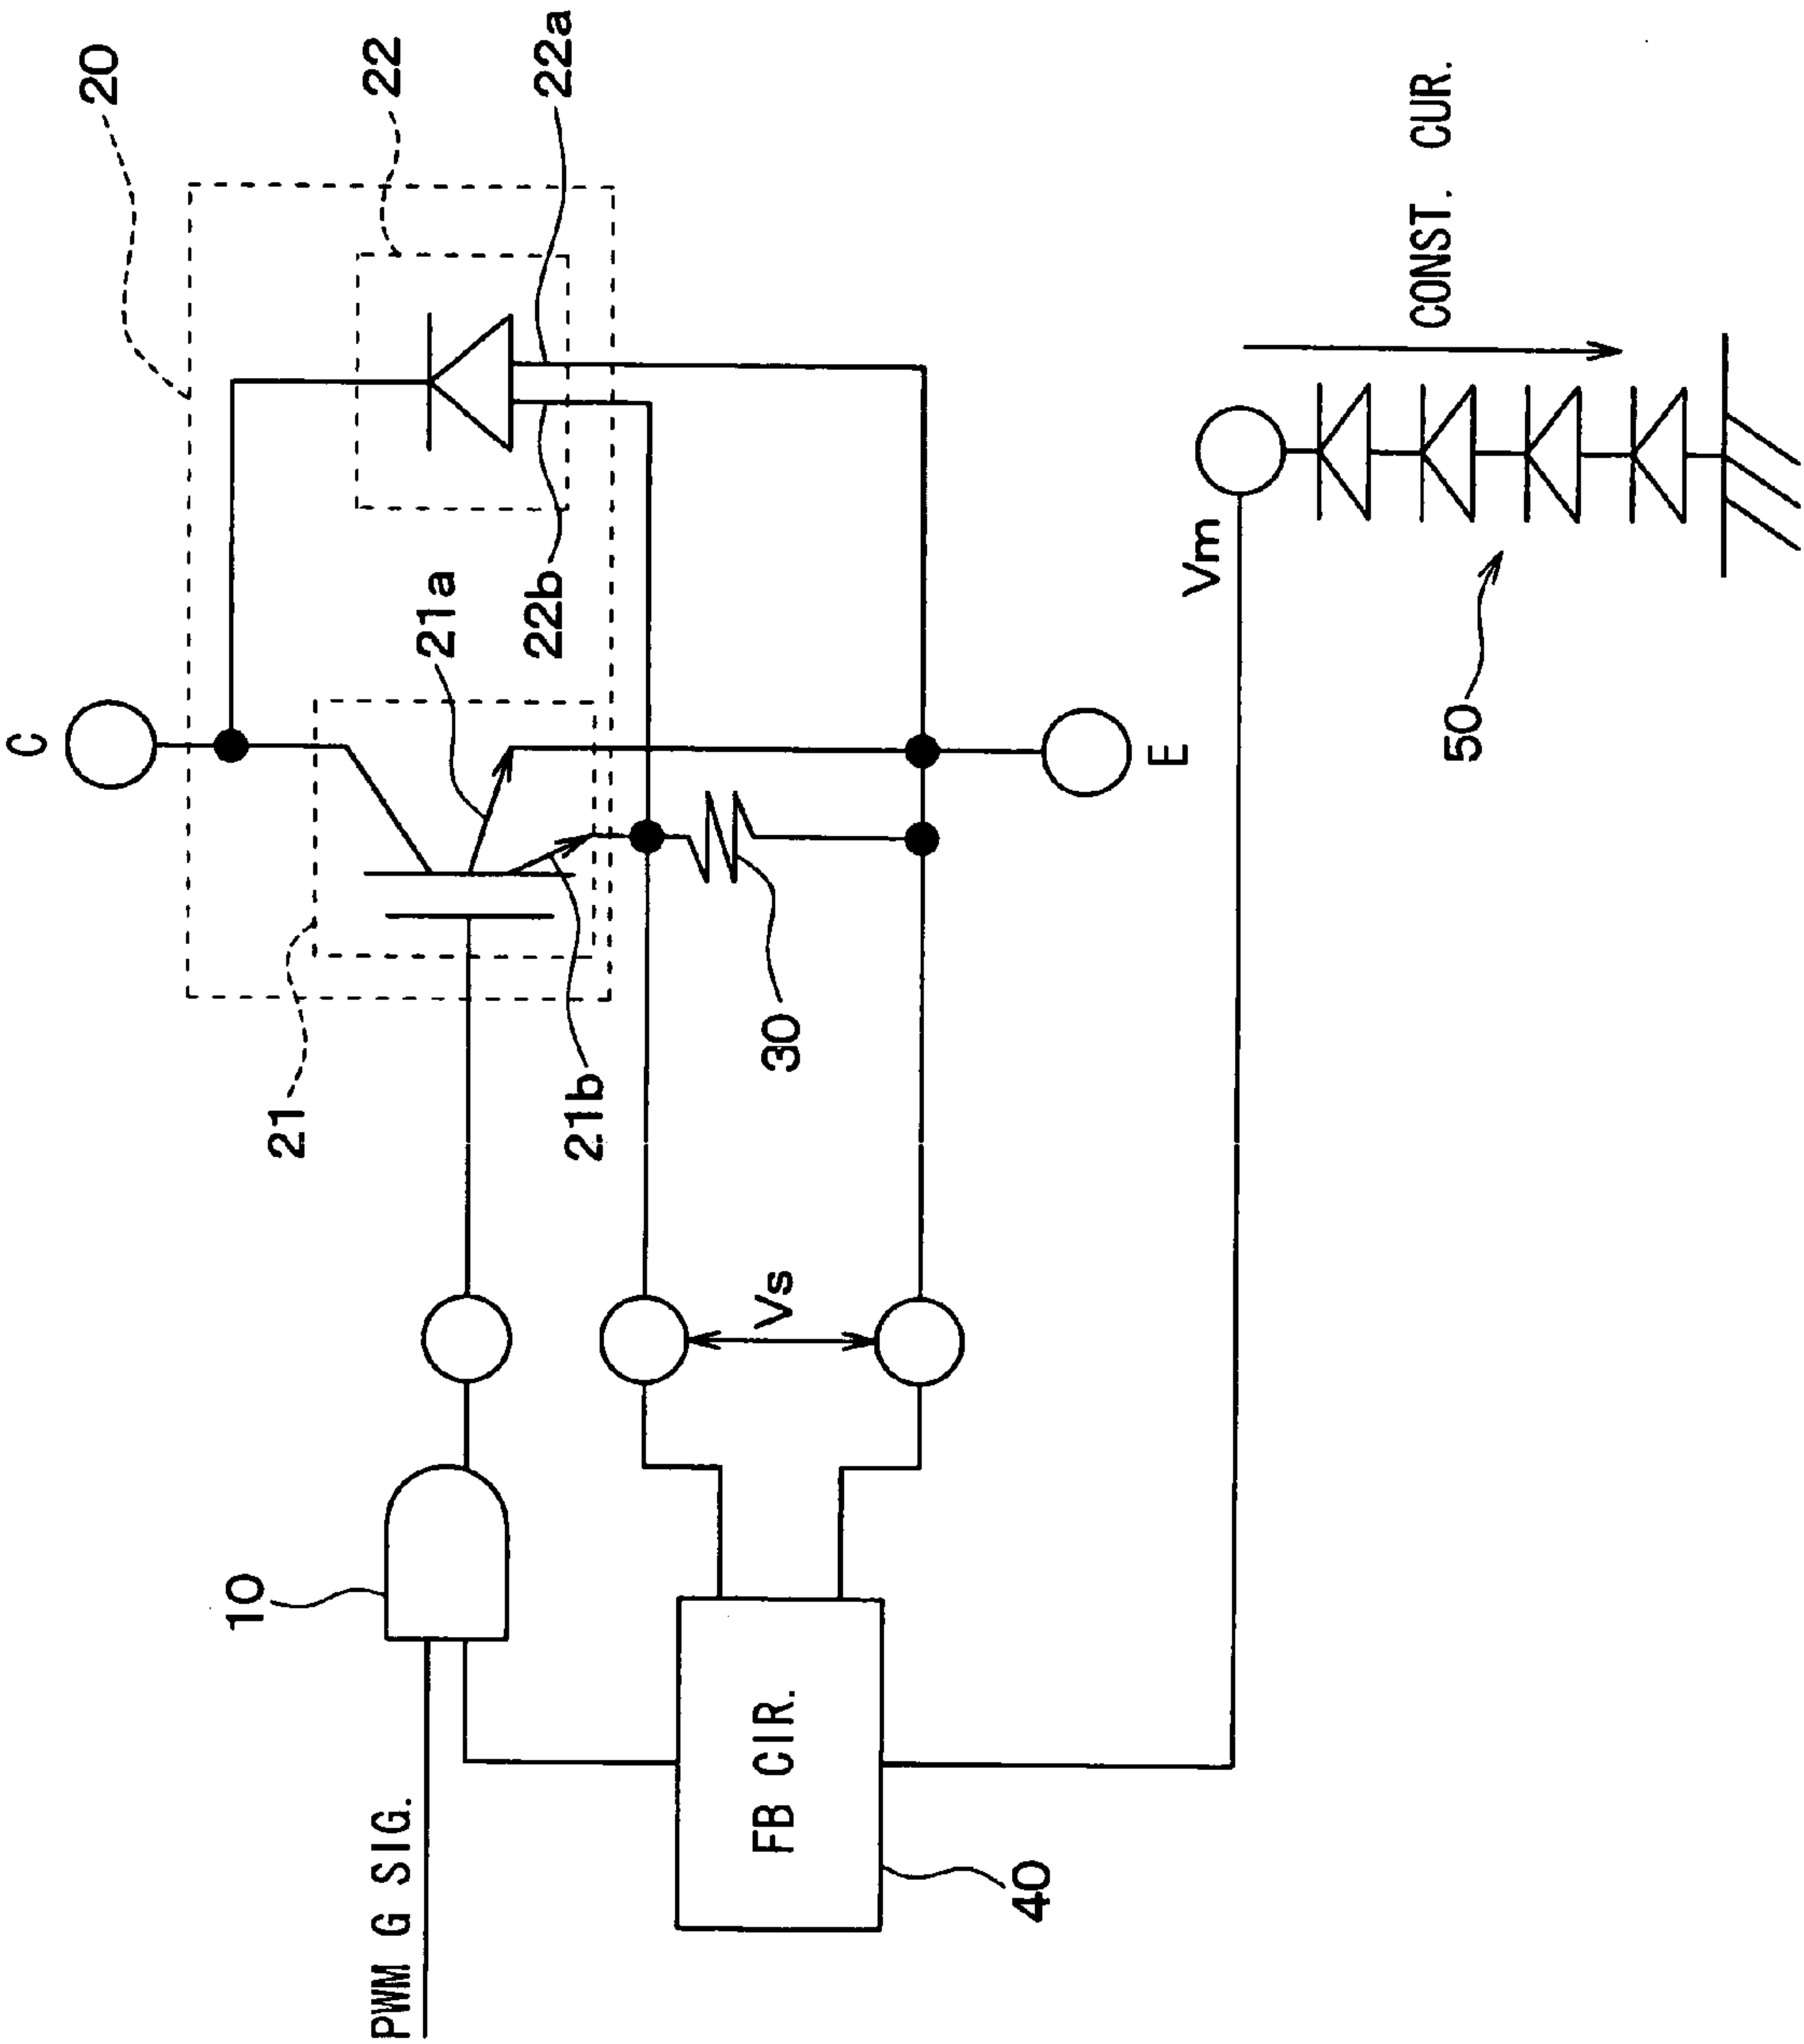 20
22
22a
C
21a
22b
21
21b
30
E
Vs
10
PWM G SIG.
FB CIR.
40
Vm
50
CONST. CUR.